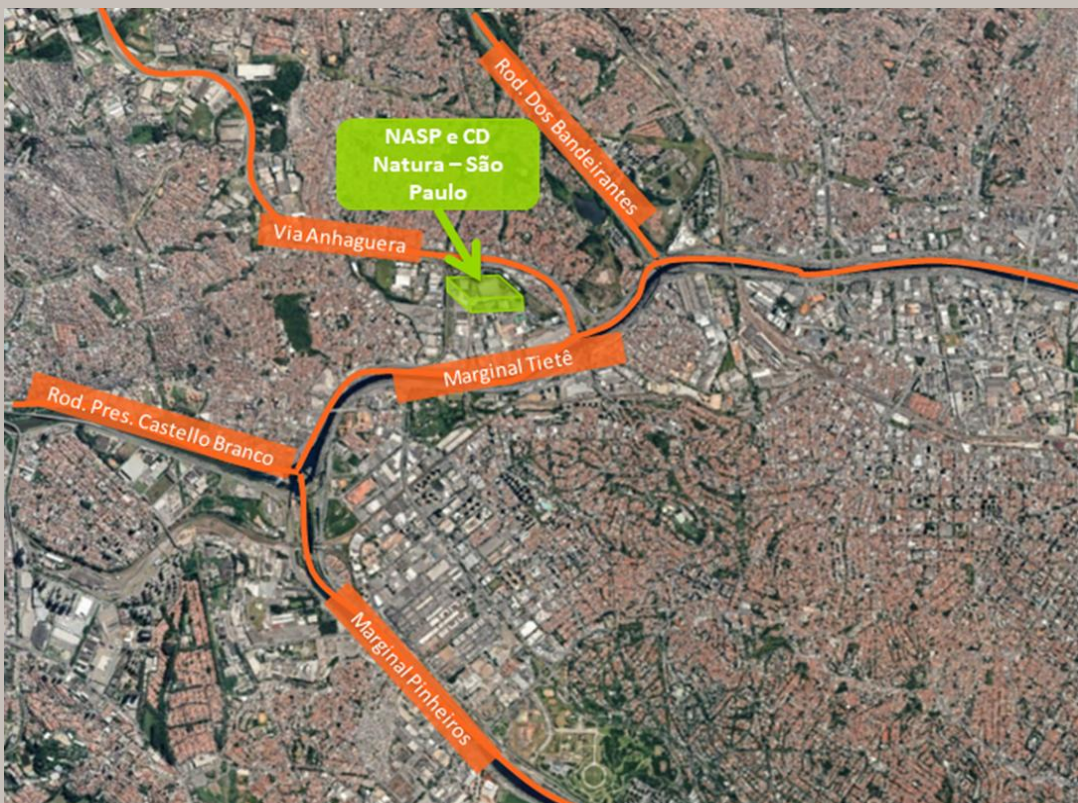 Rod. Dos Bandeirantes
NASP e CD
Natura – São
Paulo
Via Anhaguera
Marginal Tietê
Rod. Pres. Castello Branco
Marginal Pinheiros